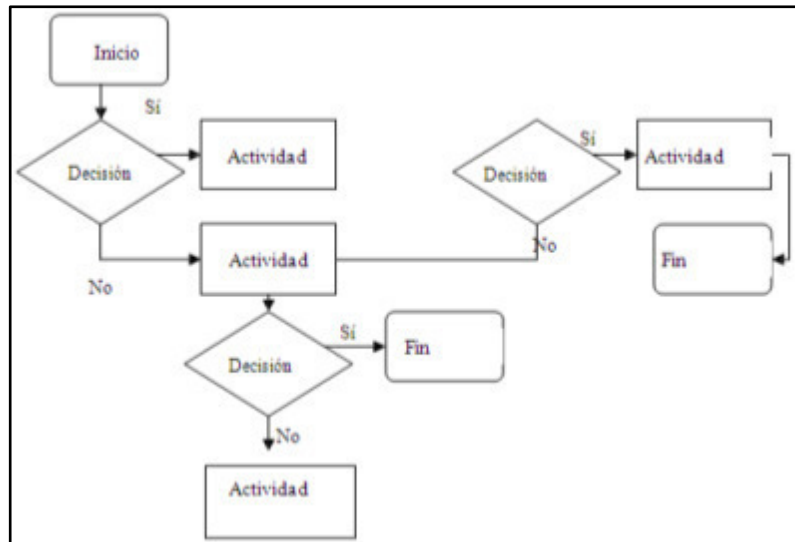 Inicio
Sí
Decisión
Actividad
Decisión
Sí
Actividad
No
Actividad
No
Fin
Decisión
Sí
Fin
No
Actividad